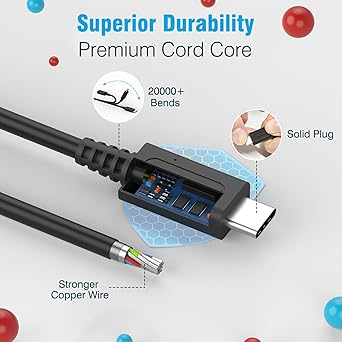 Superior Durability
Premium Cord Core
20000+
Bends
Solid Plug
Stronger
Copper Wire